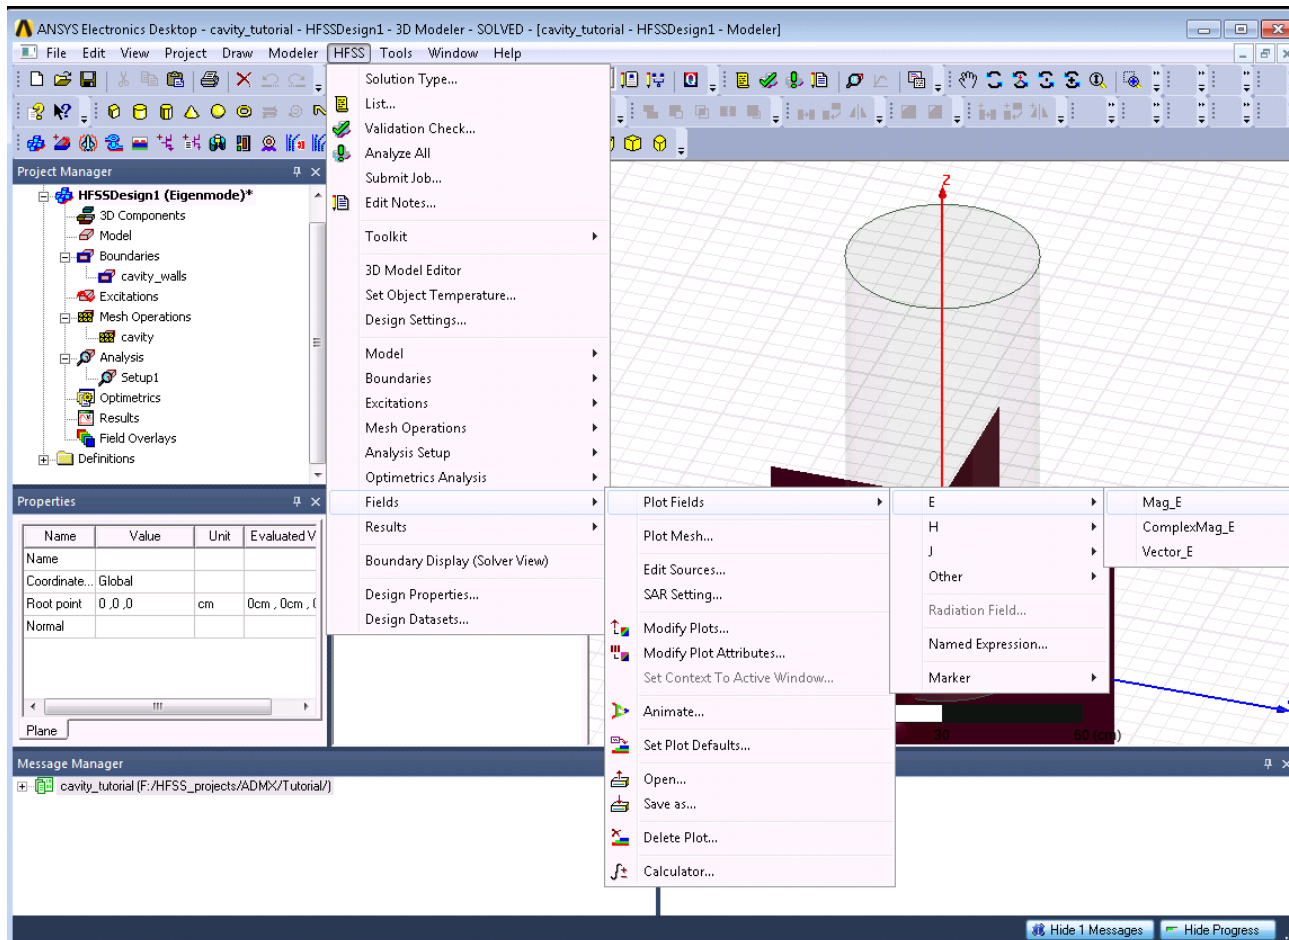 ANSYS Electronics Desktop - cavity_tutorial - HFSSDesign1 - 3D Modeler - SOLVED - [cavity_tutorial - HFSSDesign1 - Modeler]
File Edit View Project Draw Modeler HFSS Tools Window Help
Solution Type...
List...
Validation Check...
Analyze All
Submit Job...
Edit Notes...
Toolkit
3D Model Editor
Set Object Temperature...
Design Settings...
Model
Boundaries
Excitations
Mesh Operations
Analysis Setup
Optimetrics Analysis
Fields
Results
Boundary Display (Solver View)
Design Properties...
Design Datasets...
Project Manager
HFSSDesign1 (Eigenmode)*
3D Components
Model
Boundaries
cavity_walls
Excitations
Mesh Operations
cavity
Analysis
Setup1
Optimetrics
Results
Field Overlays
Definitions
Properties
Name Value Unit Evaluated V
Name
Coordinate... Global
Root point 0 ,0 ,0 cm 0cm , 0cm , (
Normal
Plane
Plot Fields
Plot Mesh...
Edit Sources...
SAR Setting...
Modify Plots...
Modify Plot Attributes...
Set Context To Active Window...
Animate...
Set Plot Defaults...
Open...
Save as...
Delete Plot...
Calculator...
E
H
J
Other
Radiation Field...
Named Expression...
Marker
Mag_E
ComplexMag_E
Vector_E
Z
30 60 (cm)
Message Manager
cavity_tutorial (F:/HFSS_projects/ADMX/Tutorial/)
Hide 1 Messages Hide Progress